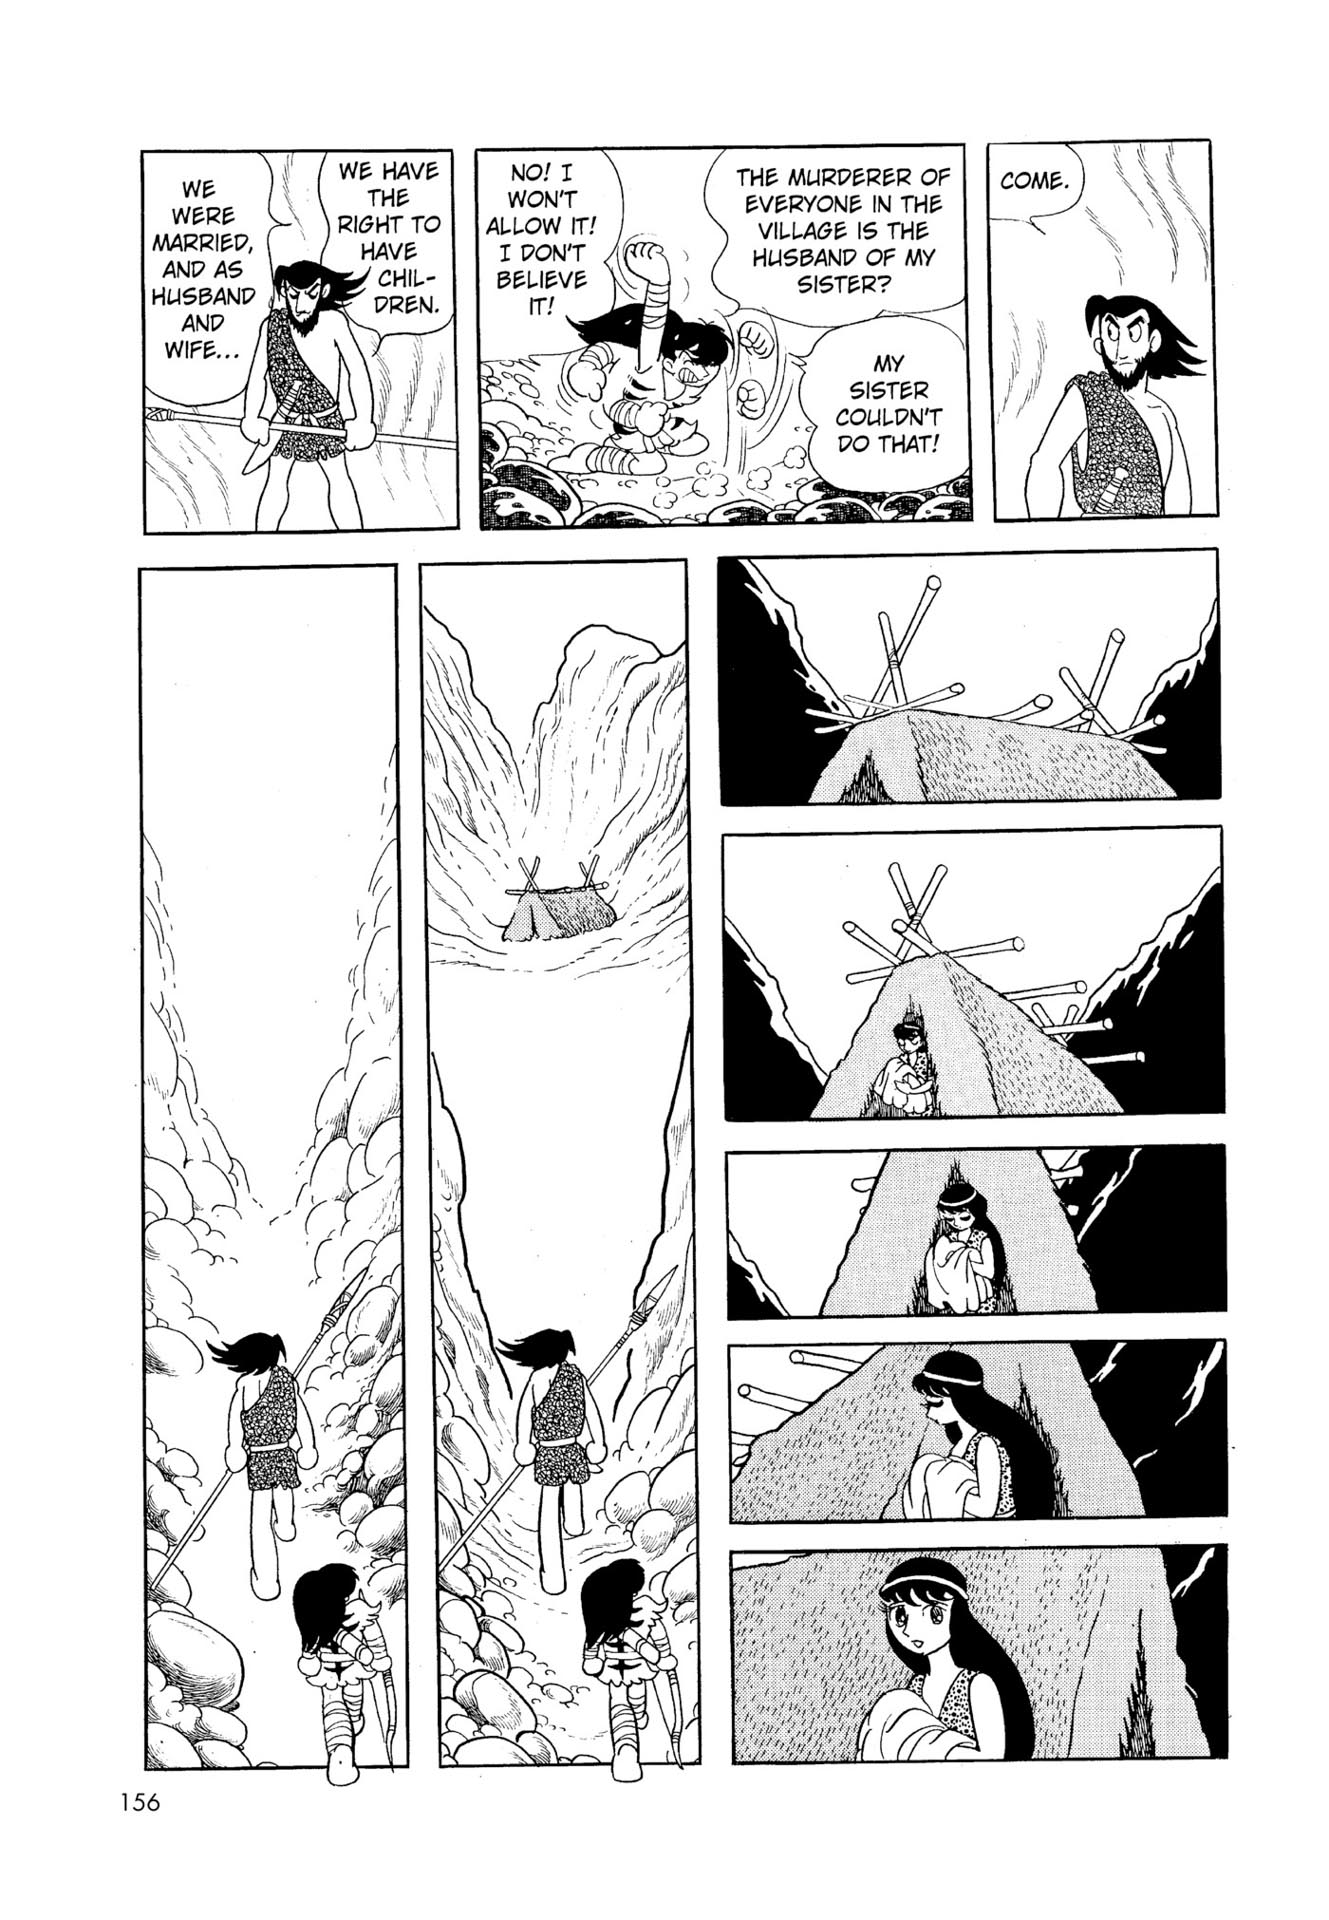 WE
WERE
MARRIED,
AND AS
HUSBAND
AND
WIFE...
WE HAVE
THE
RIGHT TO
HAVE
CHIL-
DREN.
NO! I
WON'T
ALLOW IT!
I DON'T
BELIEVE
IT!
THE MURDERER OF
EVERYONE IN THE
VILLAGE IS THE
HUSBAND OF MY
SISTER?
MY
SISTER
COULDN'T
DO THAT!
COME.
156